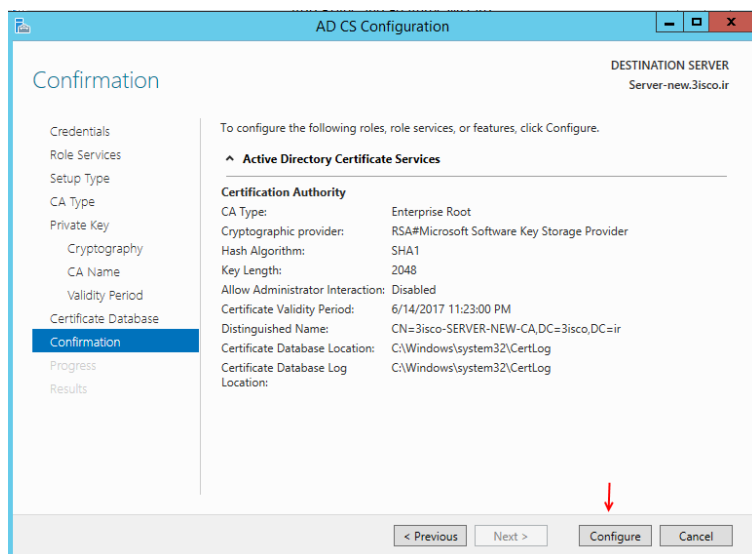 AD CS Configuration
Confirmation
DESTINATION SERVER
Server-new.3isco.ir
Credentials
Role Services
Setup Type
CA Type
Private Key
Cryptography
CA Name
Validity Period
Certificate Database
Confirmation
Progress
Results
To configure the following roles, role services, or features, click Configure.
Active Directory Certificate Services
Certification Authority
CA Type: Enterprise Root
Cryptographic provider: RSA#Microsoft Software Key Storage Provider
Hash Algorithm: SHA1
Key Length: 2048
Allow Administrator Interaction: Disabled
Certificate Validity Period: 6/14/2017 11:23:00 PM
Distinguished Name: CN=3isco-SERVER-NEW-CA,DC=3isco,DC=ir
Certificate Database Location: C:\Windows\system32\CertLog
Certificate Database Log C:\Windows\system32\CertLog
Location:
< Previous Next > Configure Cancel